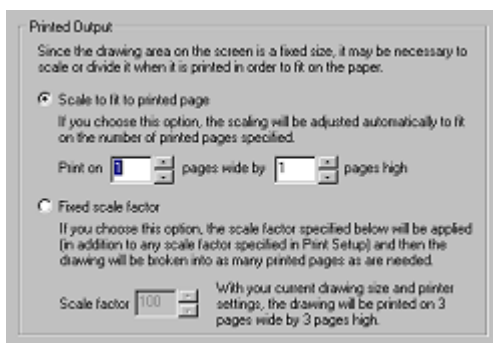 Printed Output
Since the drawing area on the screen is a fixed size, it may be necessary to
scale or divide it when it is printed in order to fit on the paper.
Scale to fit to printed page
If you choose this option, the scaling will be adjusted automatically to fit
on the number of printed pages specified.
Print on 1 pages wide by 1 pages high
Fixed scale factor
If you choose this option, the scale factor specified below will be applied
(in addition to any scale factor specified in Print Setup) and then the
drawing will be broken into as many printed pages as are needed.
Scale factor 100
With your current drawing size and printer
settings, the drawing will be printed on 3
pages wide by 3 pages high.